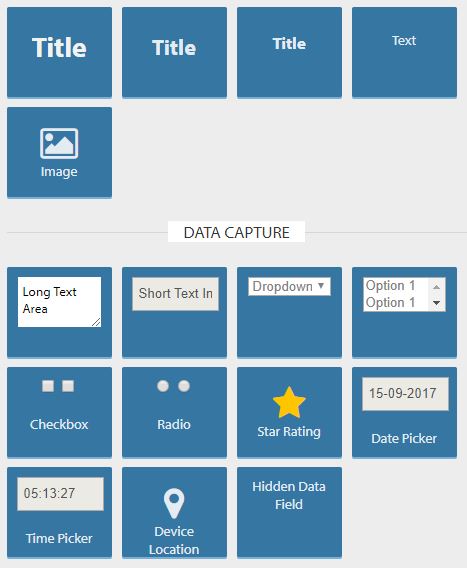 Title
Title
Title
Text
Image
DATA CAPTURE
Long Text
Area
Short Text In
Dropdown
Option 1
Option 1
Checkbox
Radio
Star Rating
15-09-2017
Date Picker
05:13:27
Time Picker
Device
Location
Hidden Data
Field